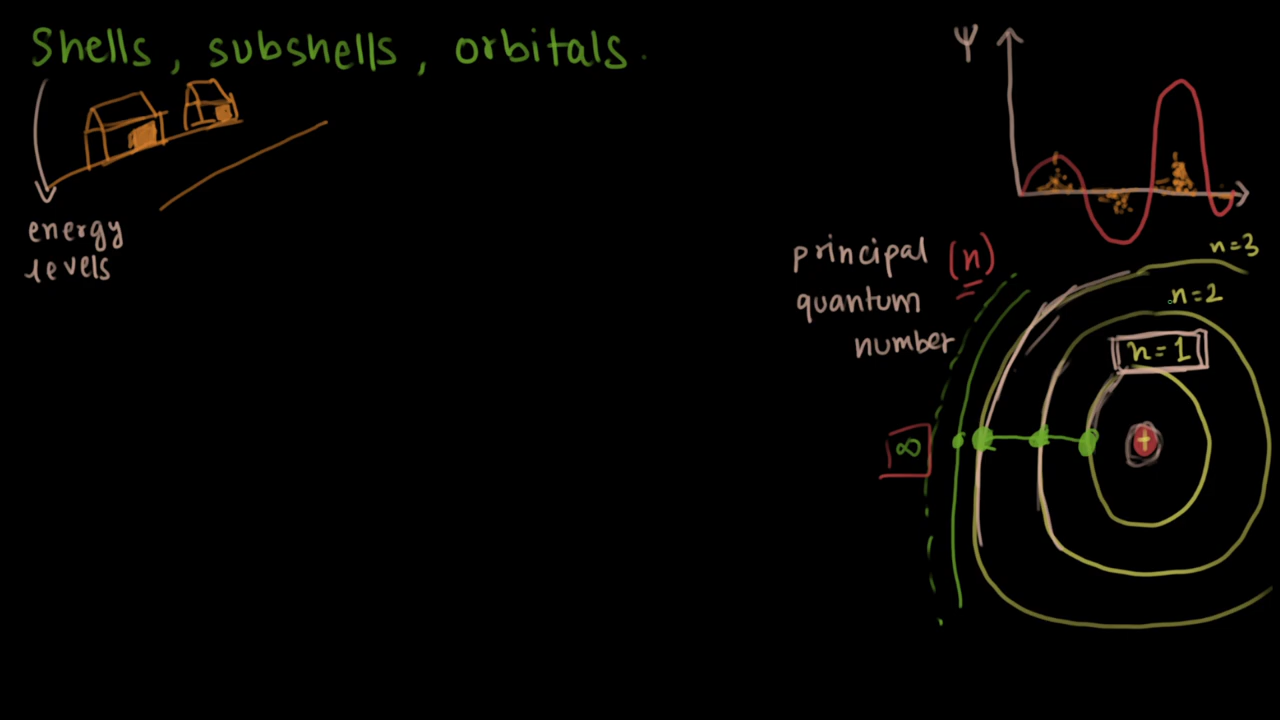 Shells, subshells, orbitals.
energy
levels
Ψ
principal (n)
quantum
number
n=3
n=2
n=1
∞
+